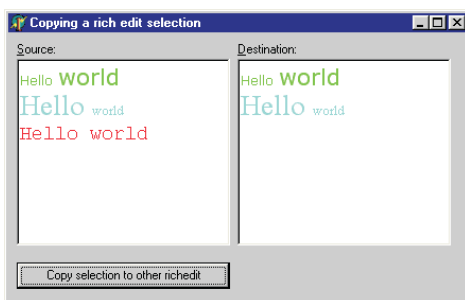 Copying a rich edit selection
Source:
Hello world
Hello world
Hello world
Destination:
Hello world
Hello world
Copy selection to other richedit